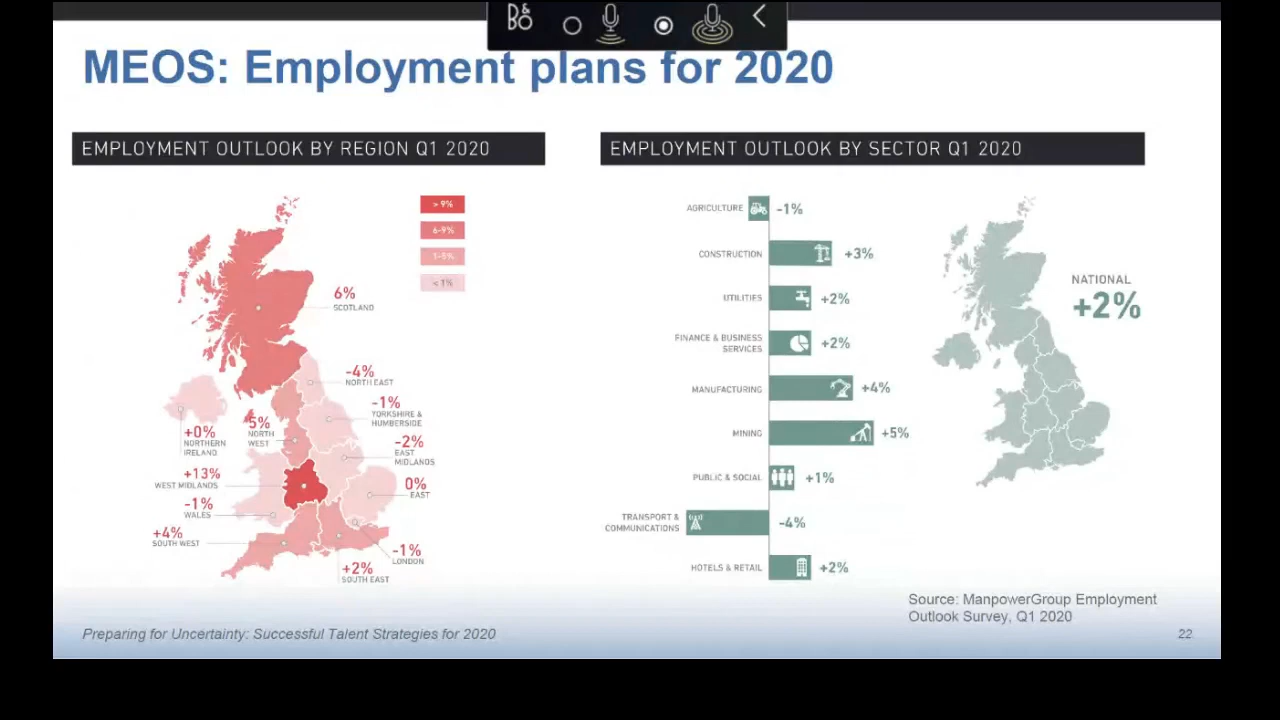 B&O
MEOS: Employment plans for 2020
EMPLOYMENT OUTLOOK BY REGION Q1 2020
> 9%
6-9%
1-5%
< 1%
6%
SCOTLAND
-4%
NORTH EAST
-1%
YORKSHIRE &
HUMBERSIDE
5%
NORTH
WEST
+0%
NORTHERN
IRELAND
-2%
EAST
MIDLANDS
+13%
WEST MIDLANDS
0%
EAST
-1%
WALES
+4%
SOUTH WEST
-1%
LONDON
+2%
SOUTH EAST
EMPLOYMENT OUTLOOK BY SECTOR Q1 2020
AGRICULTURE -1%
CONSTRUCTION +3%
UTILITIES +2%
FINANCE & BUSINESS
SERVICES +2%
MANUFACTURING +4%
MINING +5%
PUBLIC & SOCIAL +1%
TRANSPORT &
COMMUNICATIONS -4%
HOTELS & RETAIL +2%
NATIONAL
+2%
Source: ManpowerGroup Employment
Outlook Survey, Q1 2020
Preparing for Uncertainty: Successful Talent Strategies for 2020
22